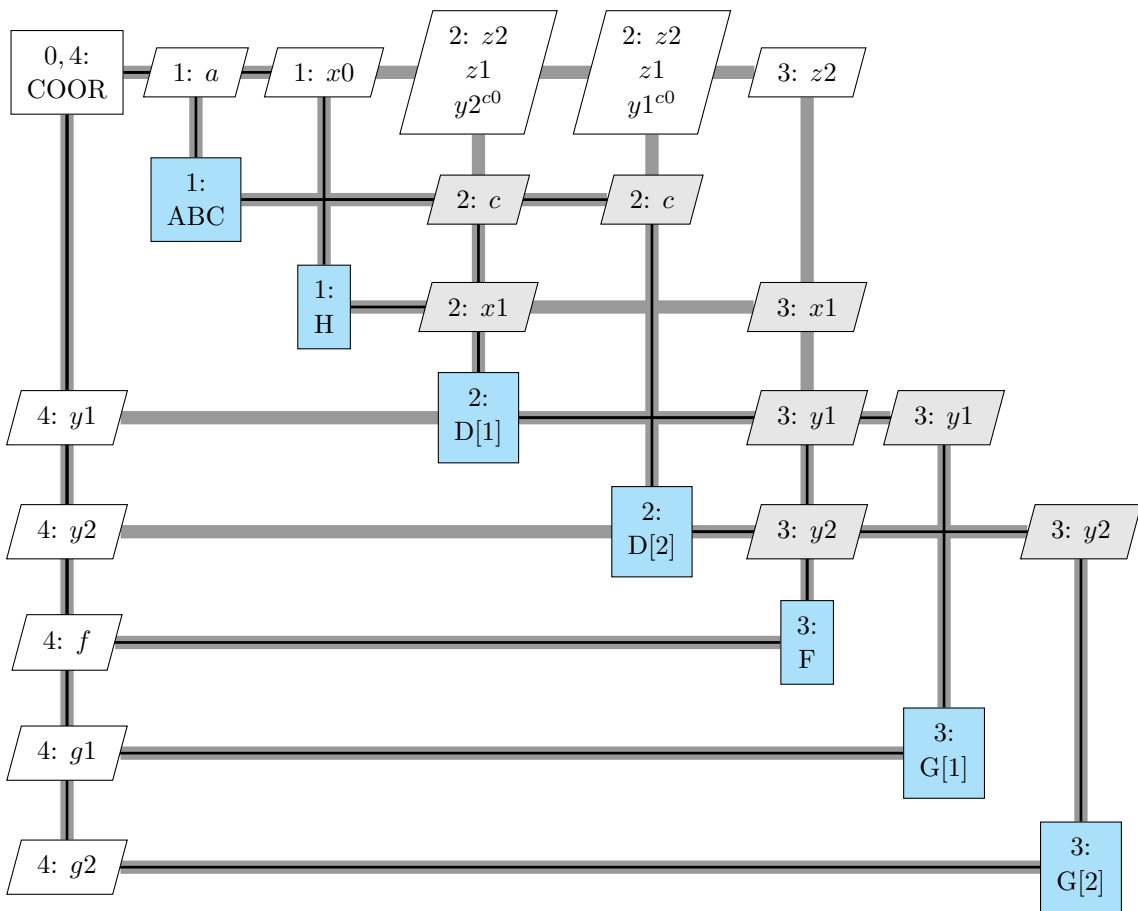 0, 4:
COOR
1: a
1: x0
2: z2
z1
y2^{c0}
2: z2
z1
y1^{c0}
3: z2
1:
ABC
2: c
2: c
1:
H
2: x1
3: x1
4: y1
2:
D[1]
3: y1
3: y1
4: y2
2:
D[2]
3: y2
3: y2
4: f
3:
F
4: g1
3:
G[1]
4: g2
3:
G[2]